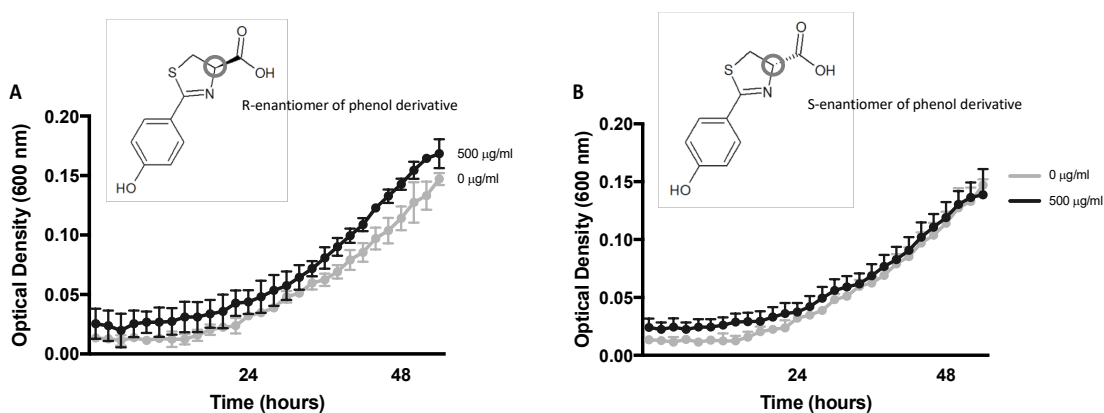 A
O
OH
S
N
HO
R-enantiomer of phenol derivative
Optical Density (600 nm)
0.20
0.15
0.10
0.05
0.00
500 μg/ml
0 μg/ml
24
48
Time (hours)
B
O
OH
S
N
HO
S-enantiomer of phenol derivative
Optical Density (600 nm)
0.20
0.15
0.10
0.05
0.00
0 μg/ml
500 μg/ml
24
48
Time (hours)